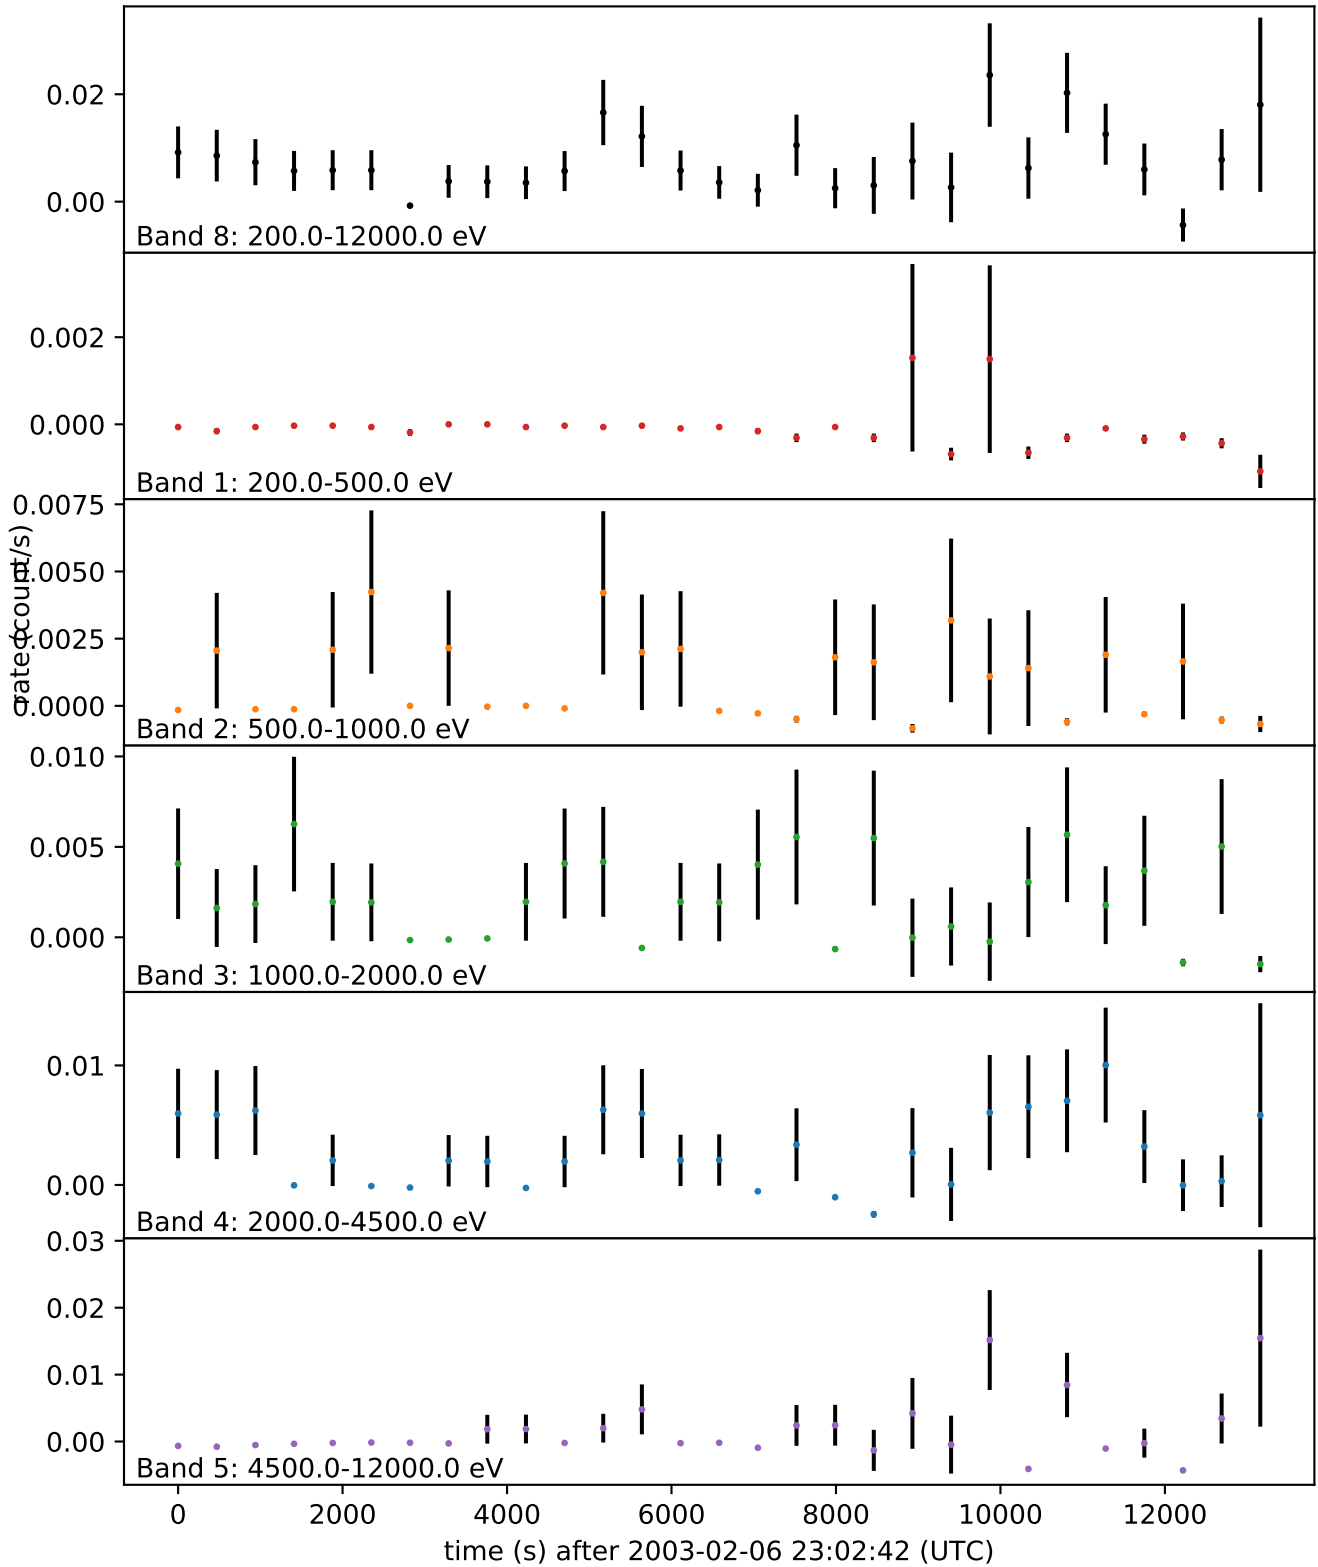 0.02
0.00
Band 8: 200.0-12000.0 eV
0.002
0.000
Band 1: 200.0-500.0 eV
0.0075
0.0050
0.0025
0.0000
rate (count/s)
Band 2: 500.0-1000.0 eV
0.010
0.005
0.000
Band 3: 1000.0-2000.0 eV
0.01
0.00
Band 4: 2000.0-4500.0 eV
0.03
0.02
0.01
0.00
Band 5: 4500.0-12000.0 eV
0 2000 4000 6000 8000 10000 12000
time (s) after 2003-02-06 23:02:42 (UTC)